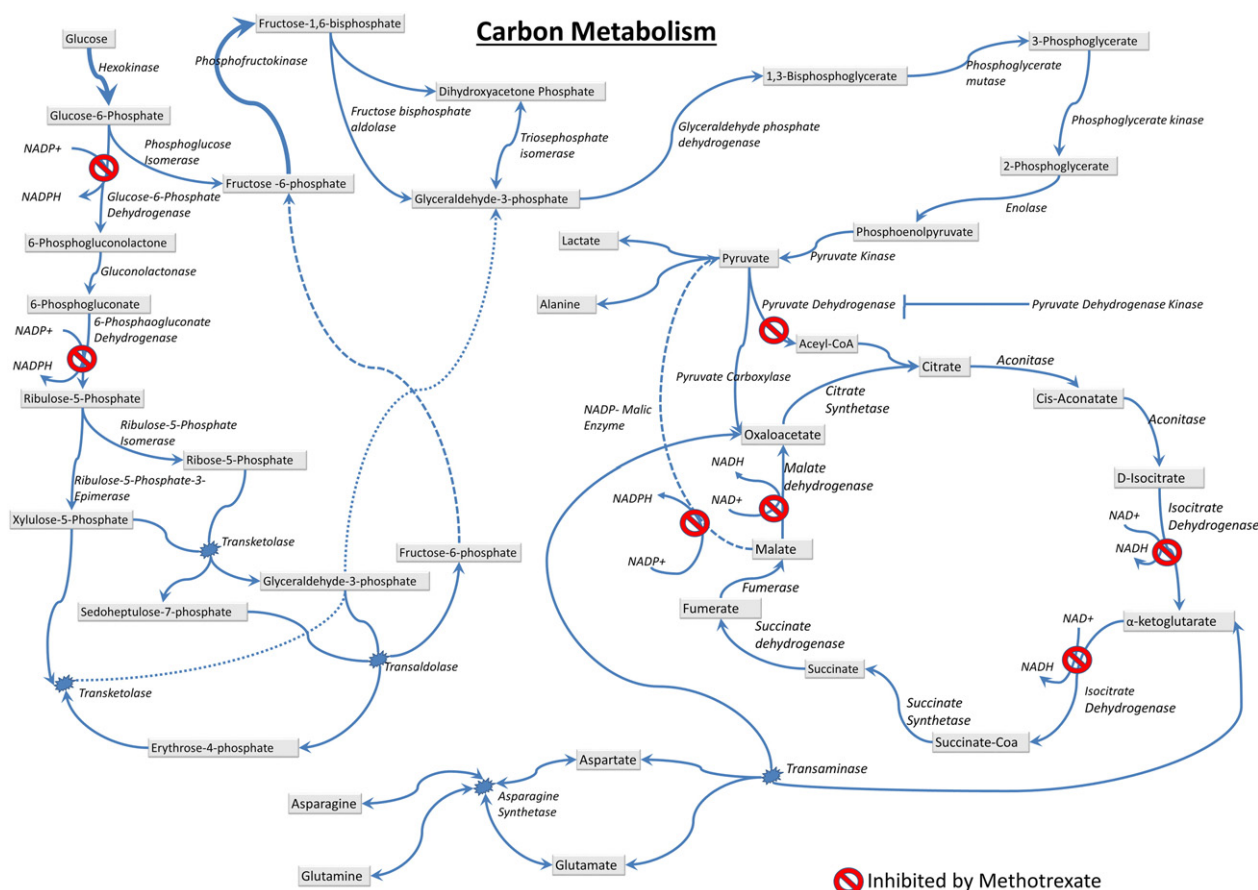 Carbon Metabolism
Glucose
Hexokinase
Glucose-6-Phosphate
NADP+
NADPH
Phosphoglucose
Isomerase
Glucose-6-Phosphate
Dehydrogenase
6-Phosphogluconolactone
Gluconolactonase
6-Phosphogluconate
NADP+
NADPH
6-Phosphaogluconate
Dehydrogenase
Ribulose-5-Phosphate
Ribulose-5-Phosphate
Isomerase
Ribose-5-Phosphate
Ribulose-5-Phosphate-3-
Epimerase
Xylulose-5-Phosphate
Transketolase
Glyceraldehyde-3-phosphate
Sedoheptulose-7-phosphate
Transketolase
Transaldolase
Erythrose-4-phosphate
Fructose-6-phosphate
Fructose-1,6-bisphosphate
Phosphofructokinase
Fructose -6-phosphate
Dihydroxyacetone Phosphate
Fructose bisphosphate
aldolase
Triosephosphate
isomerase
Glyceraldehyde-3-phosphate
Glyceraldehyde phosphate
dehydrogenase
1,3-Bisphosphoglycerate
Phosphoglycerate
mutase
3-Phosphoglycerate
Phosphoglycerate kinase
2-Phosphoglycerate
Enolase
Phosphoenolpyruvate
Pyruvate Kinase
Pyruvate
Lactate
Alanine
Pyruvate Dehydrogenase
Pyruvate Dehydrogenase Kinase
Aceyl-CoA
Pyruvate Carboxylase
NADP- Malic
Enzyme
Citrate
Citrate
Synthetase
Aconitase
Cis-Aconatate
Aconitase
D-Isocitrate
Isocitrate
Dehydrogenase
NAD+
NADH
α-ketoglutarate
NAD+
NADH
Isocitrate
Dehydrogenase
Succinate-Coa
Succinate
Synthetase
Succinate
Succinate
dehydrogenase
Fumerate
Fumerase
Malate
NADPH
NADP+
NADH
NAD+
Malate
dehydrogenase
Oxaloacetate
Transaminase
Aspartate
Asparagine
Asparagine
Synthetase
Glutamine
Glutamate
Inhibited by Methotrexate